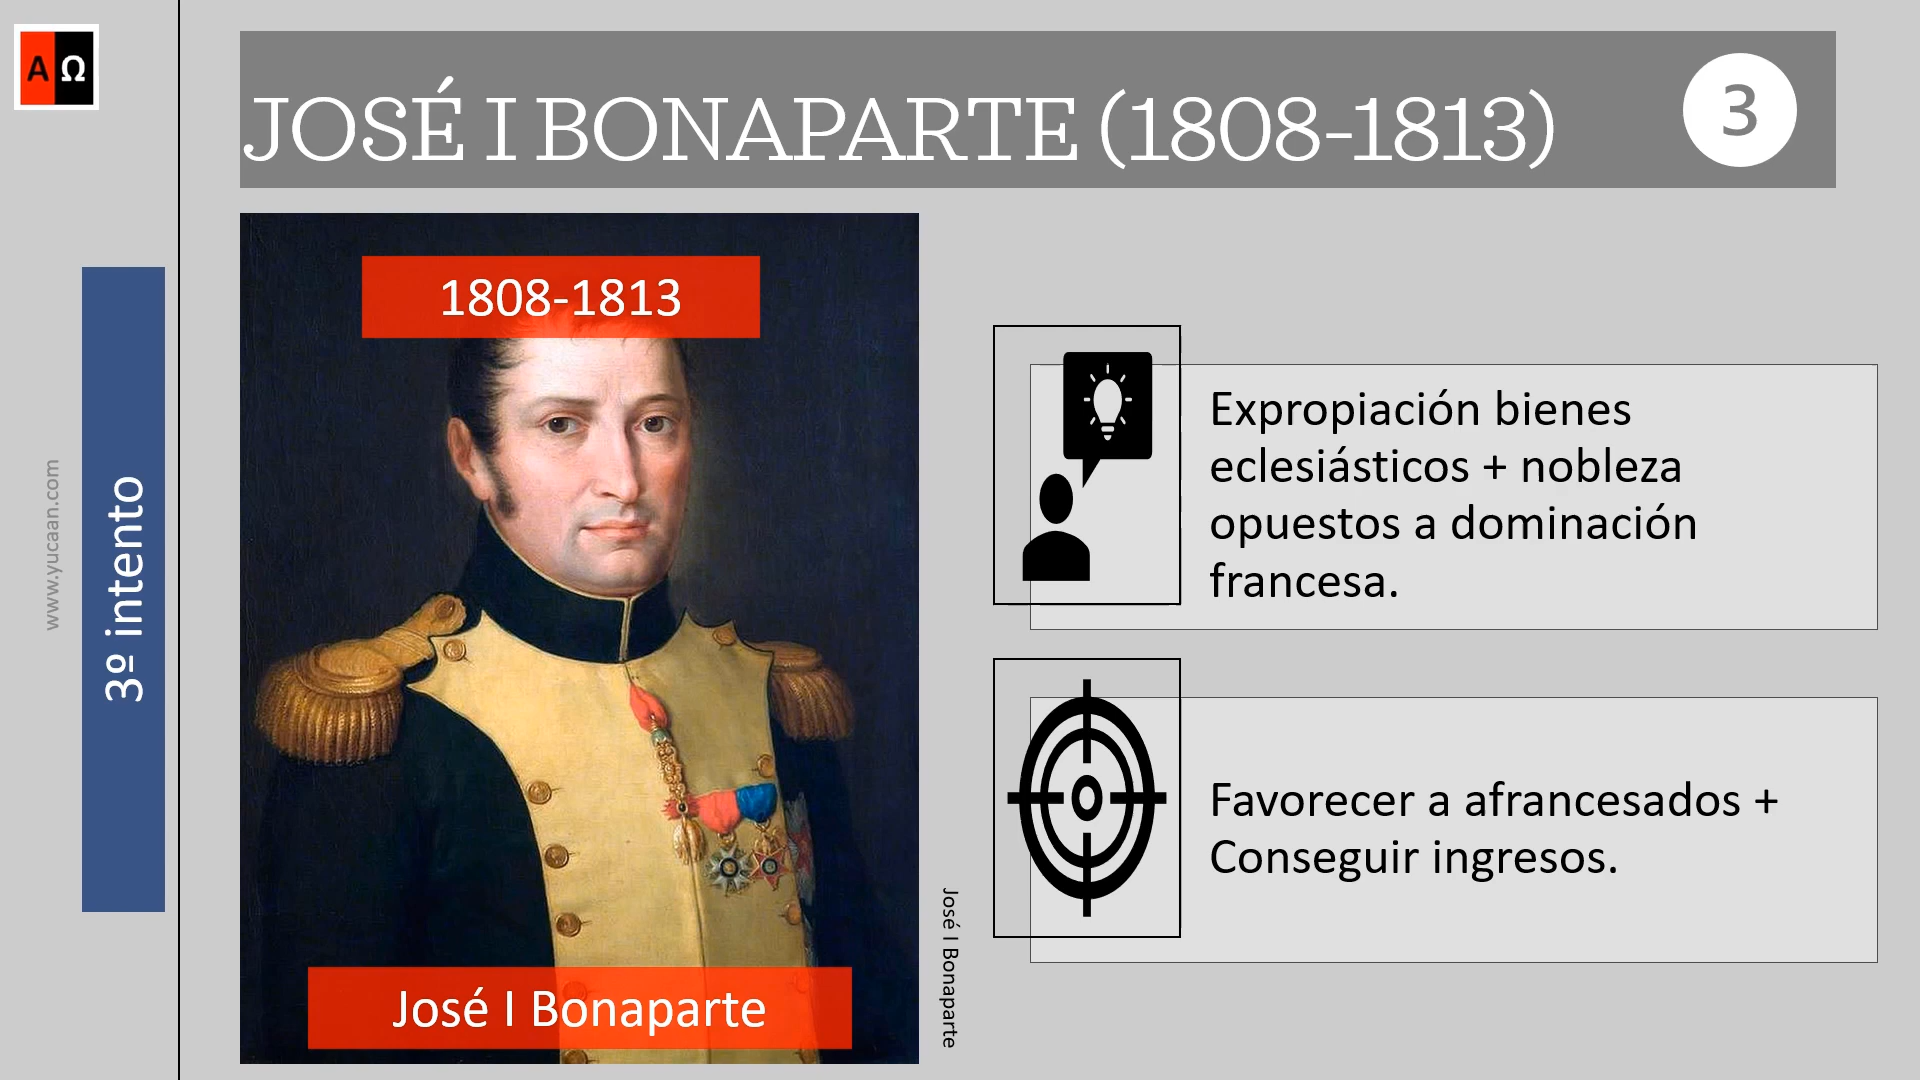 A Ω
JOSÉ I BONAPARTE (1808-1813)
3
www.yucaan.com
3º intento
1808-1813
José I Bonaparte
José I Bonaparte
Expropiación bienes
eclesiásticos + nobleza
opuestos a dominación
francesa.
Favorecer a afrancesados +
Conseguir ingresos.